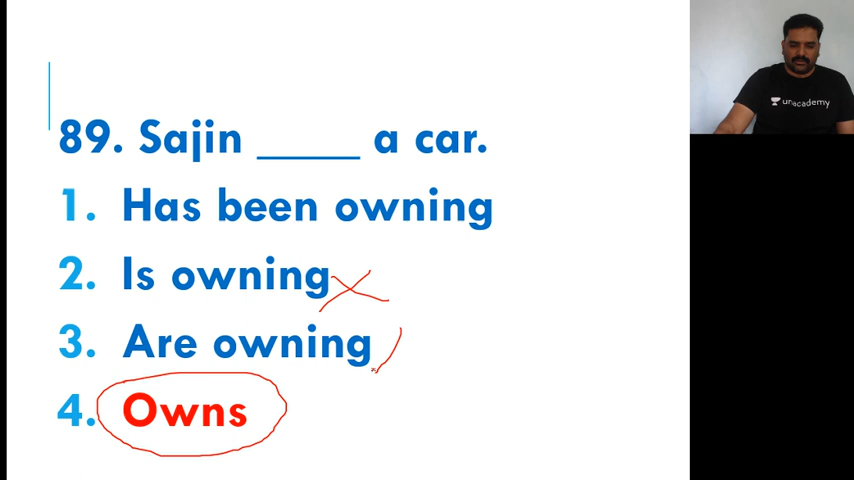 89. Sajin _____ a car.
1. Has been owning
2. Is owning
3. Are owning
4. Owns
unacademy